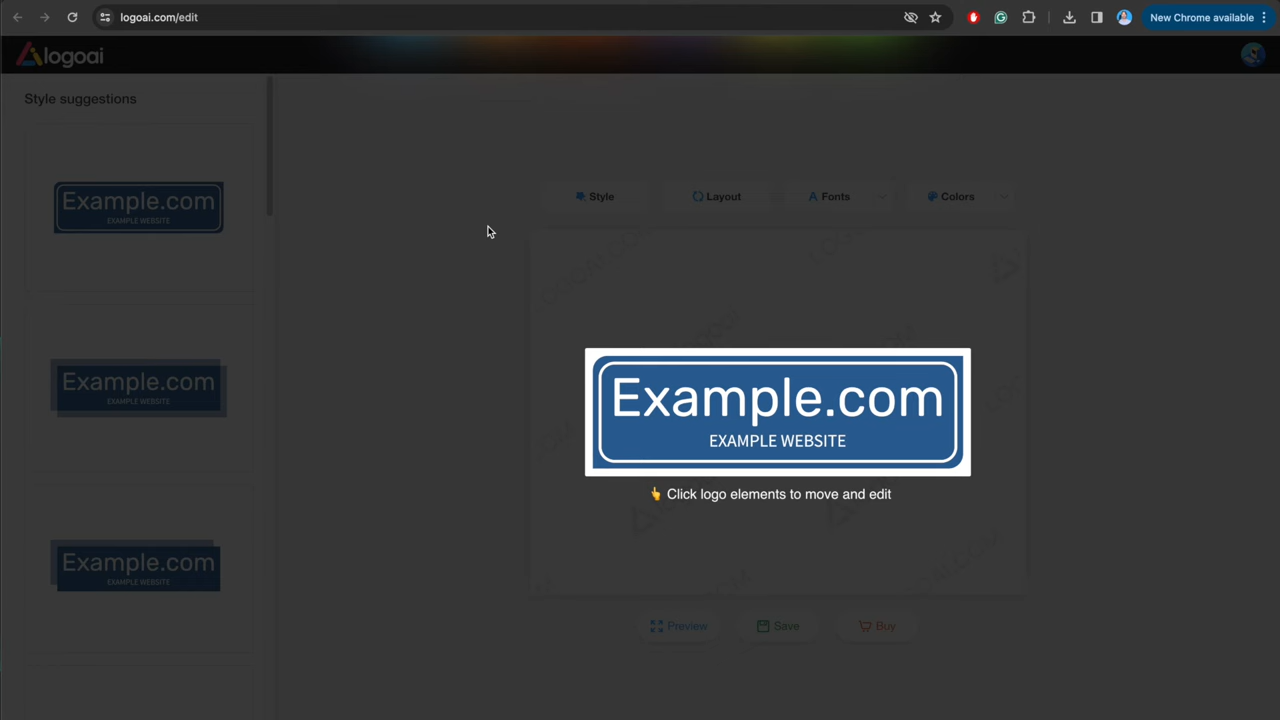 logoai.com/edit
New Chrome available
logoai
Style suggestions
Example.com
EXAMPLE WEBSITE
Example.com
EXAMPLE WEBSITE
Example.com
EXAMPLE WEBSITE
Style
Layout
Fonts
Colors
Example.com
EXAMPLE WEBSITE
👆 Click logo elements to move and edit
Preview
Save
Buy